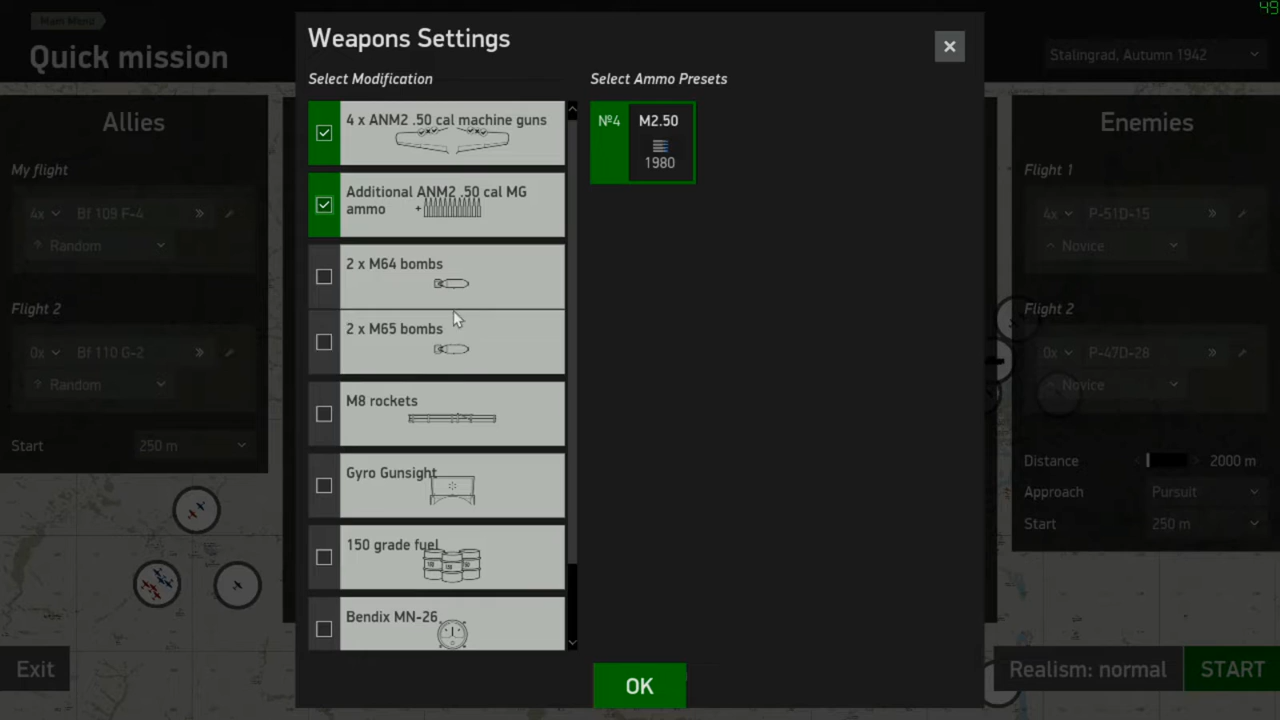 49
Main Menu
Quick mission
Stalingrad, Autumn 1942
Weapons Settings
Select Modification
Select Ammo Presets
4 x ANM2 .50 cal machine guns
Additional ANM2 .50 cal MG
ammo
2 x M64 bombs
2 x M65 bombs
M8 rockets
Gyro Gunsight
150 grade fuel
Bendix MN-26
№4
M2.50
1980
OK
Allies
My flight
4x
Bf 109 F-4
Random
Flight 2
0x
Bf 110 G-2
Random
Start
250 m
Enemies
Flight 1
4x
P-51D-15
Novice
Flight 2
0x
P-47D-28
Novice
Distance
2000 m
Approach
Pursuit
Start
250 m
Exit
Realism: normal
START